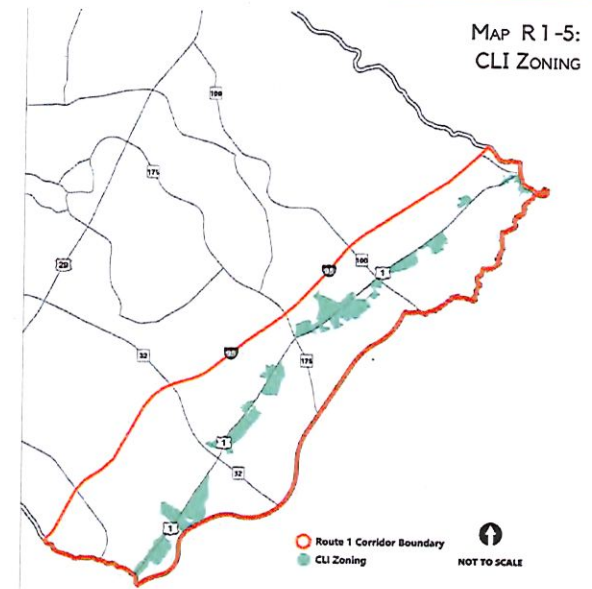 MAP R1-5:
CLI ZONING
108
175
29
100
95
1
32
95
175
1
32
1
Route 1 Corridor Boundary
CLI Zoning
NOT TO SCALE